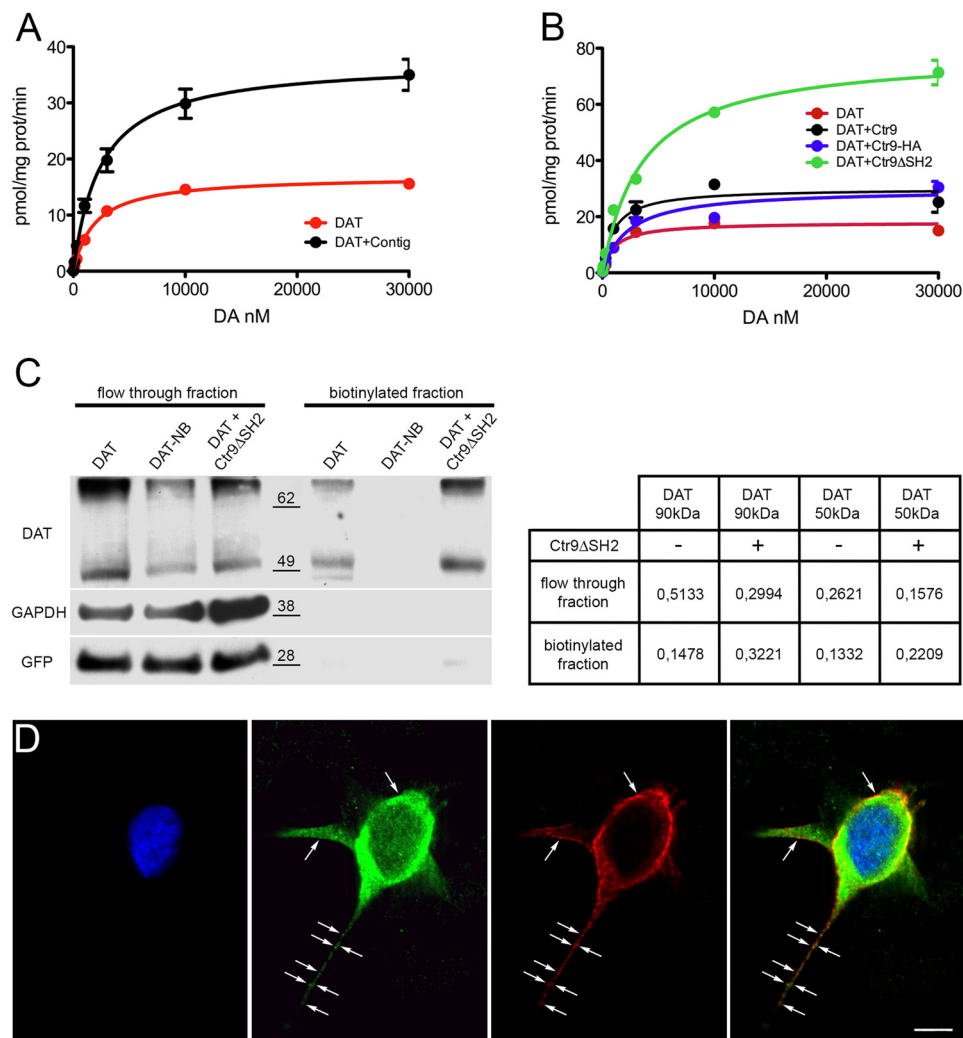 A
pmol/mg prot/min
40
30
20
10
0
0
10000
20000
30000
DA nM
DAT
DAT+Contig
B
pmol/mg prot/min
80
60
40
20
0
0
10000
20000
30000
DA nM
DAT
DAT+Ctr9
DAT+Ctr9-HA
DAT+Ctr9ΔSH2
C
flow through fraction
biotinylated fraction
DAT
DAT-NB
DAT +
Ctr9ΔSH2
DAT
DAT-NB
DAT +
Ctr9ΔSH2
DAT
62
49
GAPDH
38
GFP
28
DAT 90kDa
DAT 90kDa
DAT 50kDa
DAT 50kDa
Ctr9ΔSH2 - + - +
flow through fraction 0,5133 0,2994 0,2621 0,1576
biotinylated fraction 0,1478 0,3221 0,1332 0,2209
D